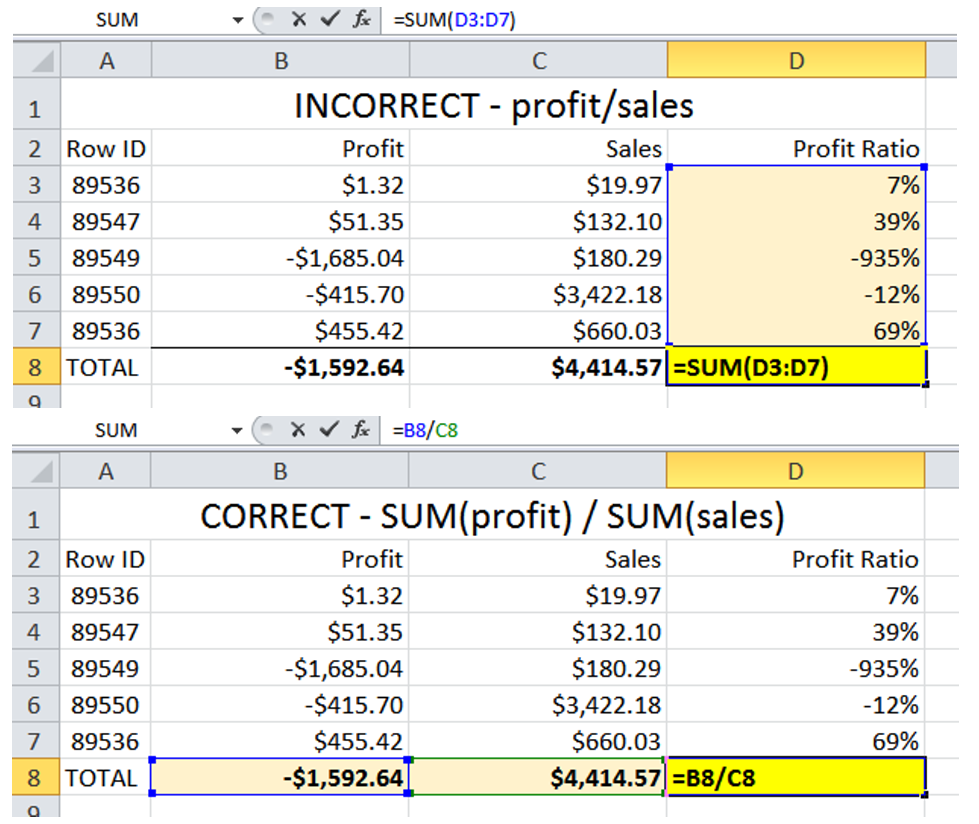 SUM =SUM(D3:D7)
A B C D
1 INCORRECT - profit/sales
2 Row ID Profit Sales Profit Ratio
3 89536 $1.32 $19.97 7%
4 89547 $51.35 $132.10 39%
5 89549 -$1,685.04 $180.29 -935%
6 89550 -$415.70 $3,422.18 -12%
7 89536 $455.42 $660.03 69%
8 TOTAL -$1,592.64 $4,414.57 =SUM(D3:D7)
9
SUM fx =B8/C8
A B C D
1 CORRECT - SUM(profit) / SUM(sales)
2 Row ID Profit Sales Profit Ratio
3 89536 $1.32 $19.97 7%
4 89547 $51.35 $132.10 39%
5 89549 -$1,685.04 $180.29 -935%
6 89550 -$415.70 $3,422.18 -12%
7 89536 $455.42 $660.03 69%
8 TOTAL -$1,592.64 $4,414.57 =B8/C8
9